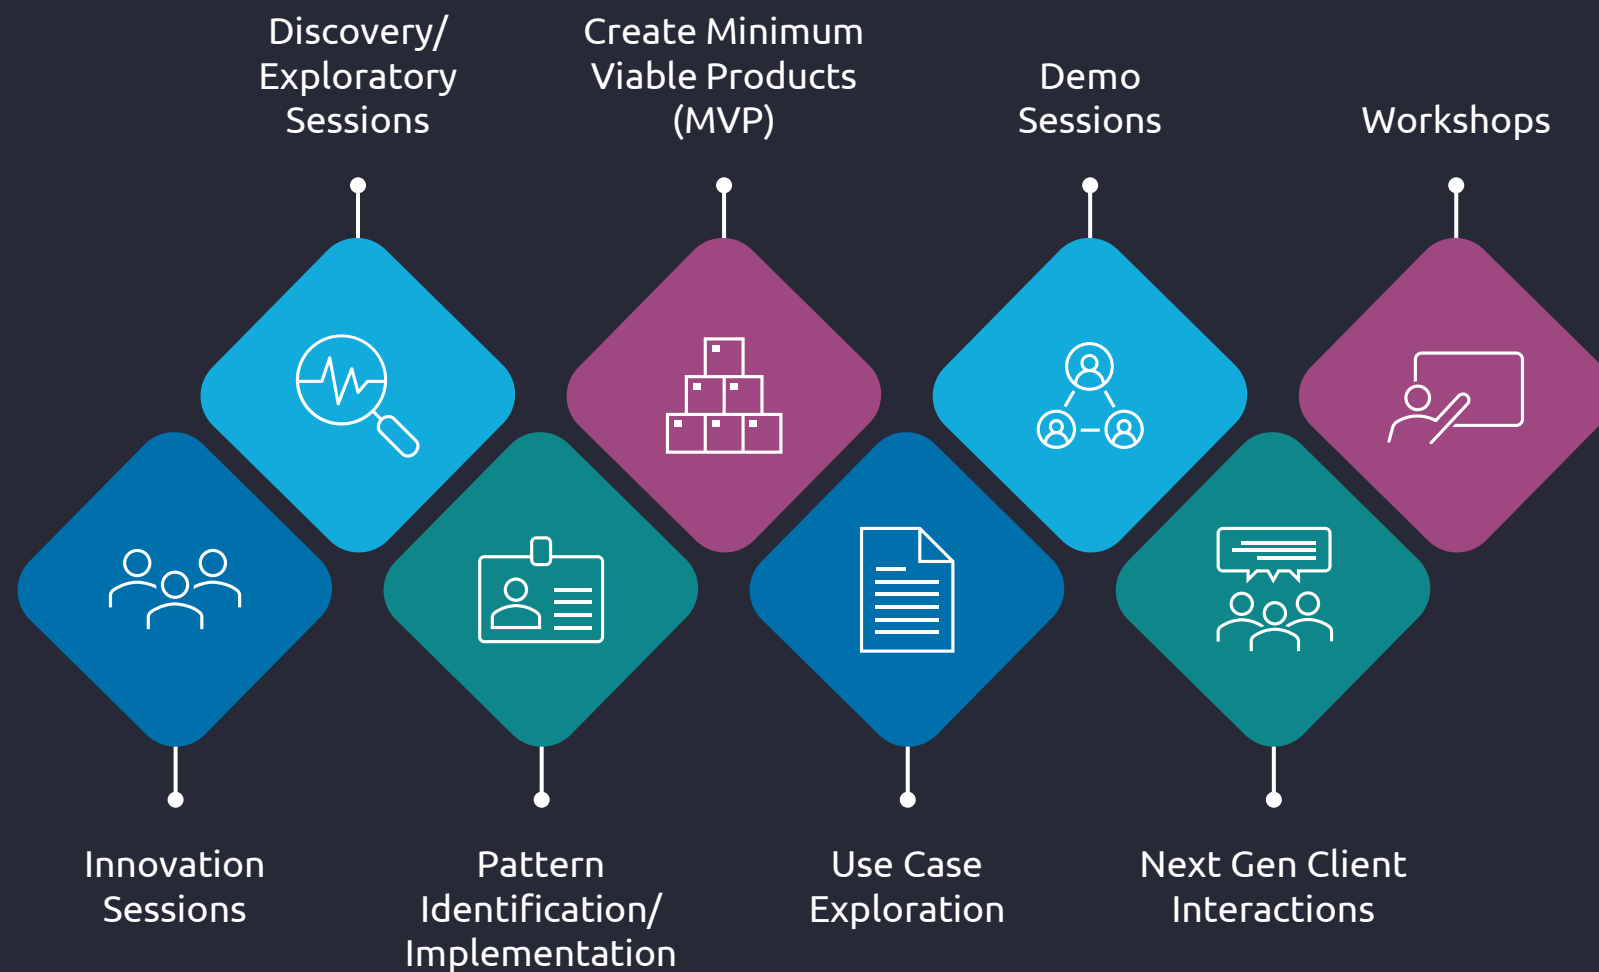 Discovery/
Exploratory
Sessions
Create Minimum
Viable Products
(MVP)
Demo
Sessions
Workshops
Innovation
Sessions
Pattern
Identification/
Implementation
Use Case
Exploration
Next Gen Client
Interactions